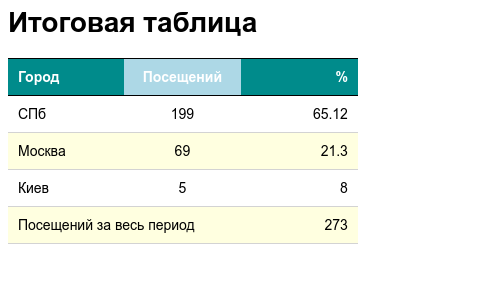 Итоговая таблица
Город Посещений %
СПб 199 65.12
Москва 69 21.3
Киев 5 8
Посещений за весь период 273